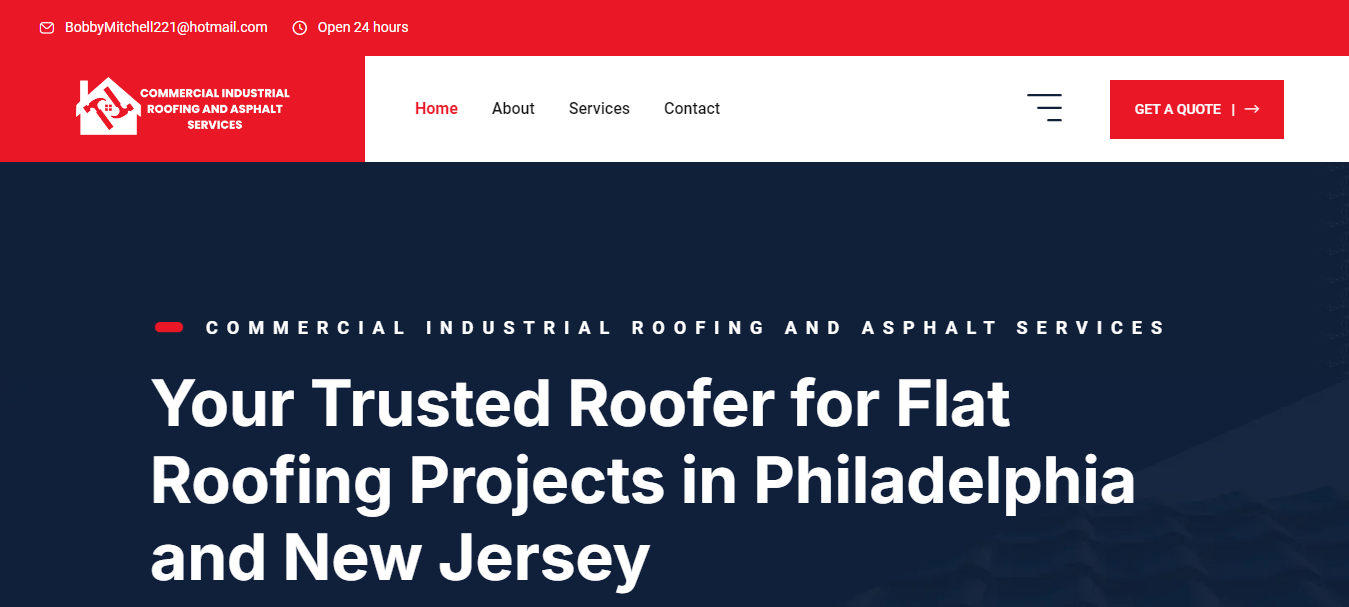 BobbyMitchell221@hotmail.com Open 24 hours
COMMERCIAL INDUSTRIAL
ROOFING AND ASPHALT
SERVICES
Home About Services Contact
GET A QUOTE | →
COMMERCIAL INDUSTRIAL ROOFING AND ASPHALT SERVICES
Your Trusted Roofer for Flat
Roofing Projects in Philadelphia
and New Jersey